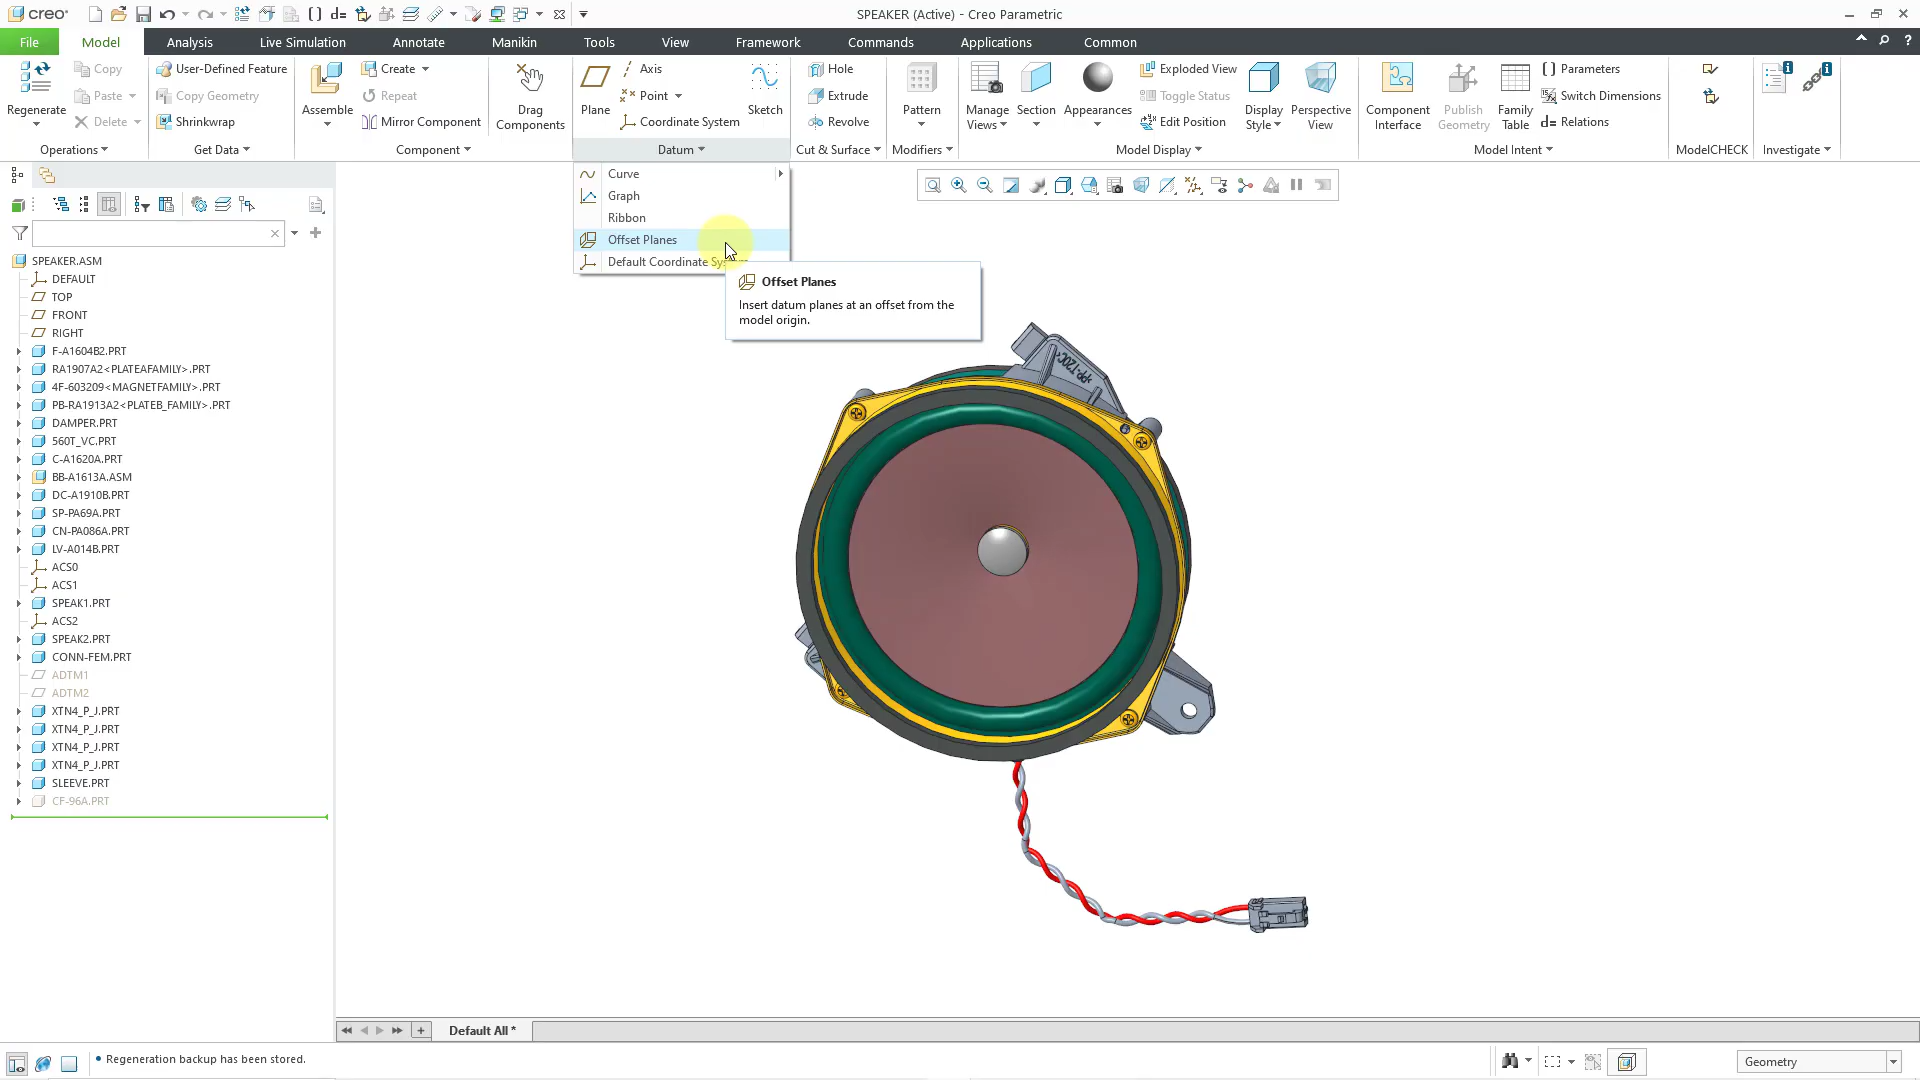 creo
SPEAKER (Active) - Creo Parametric
File Model Analysis Live Simulation Annotate Manikin Tools View Framework Commands Applications Common
Regenerate
Copy
Paste
Delete
Operations
User-Defined Feature
Copy Geometry
Shrinkwrap
Get Data
Assemble
Create
Repeat
Mirror Component
Component
Drag
Components
Plane
Axis
Point
Coordinate System
Sketch
Datum
Hole
Extrude
Revolve
Cut & Surface
Pattern
Modifiers
Manage
Views
Section
Appearances
Exploded View
Toggle Status
Edit Position
Display
Style
Perspective
View
Model Display
Component
Interface
Publish
Geometry
Family
Table
Parameters
Switch Dimensions
Relations
Model Intent
ModelCHECK
Investigate
Curve
Graph
Ribbon
Offset Planes
Default Coordinate Sys
Offset Planes
Insert datum planes at an offset from the
model origin.
SPEAKER.ASM
DEFAULT
TOP
FRONT
RIGHT
F-A1604B2.PRT
RA1907A2<PLATEAFAMILY>.PRT
4F-603209<MAGNETFAMILY>.PRT
PB-RA1913A2<PLATEB_FAMILY>.PRT
DAMPER.PRT
560T_VC.PRT
C-A1620A.PRT
BB-A1613A.ASM
DC-A1910B.PRT
SP-PA69A.PRT
CN-PA086A.PRT
LV-A014B.PRT
ACS0
ACS1
SPEAK1.PRT
ACS2
SPEAK2.PRT
CONN-FEM.PRT
ADTM1
ADTM2
XTN4_P_J.PRT
XTN4_P_J.PRT
XTN4_P_J.PRT
XTN4_P_J.PRT
SLEEVE.PRT
CF-96A.PRT
>PP-T20C<
Default All *
• Regeneration backup has been stored.
Geometry